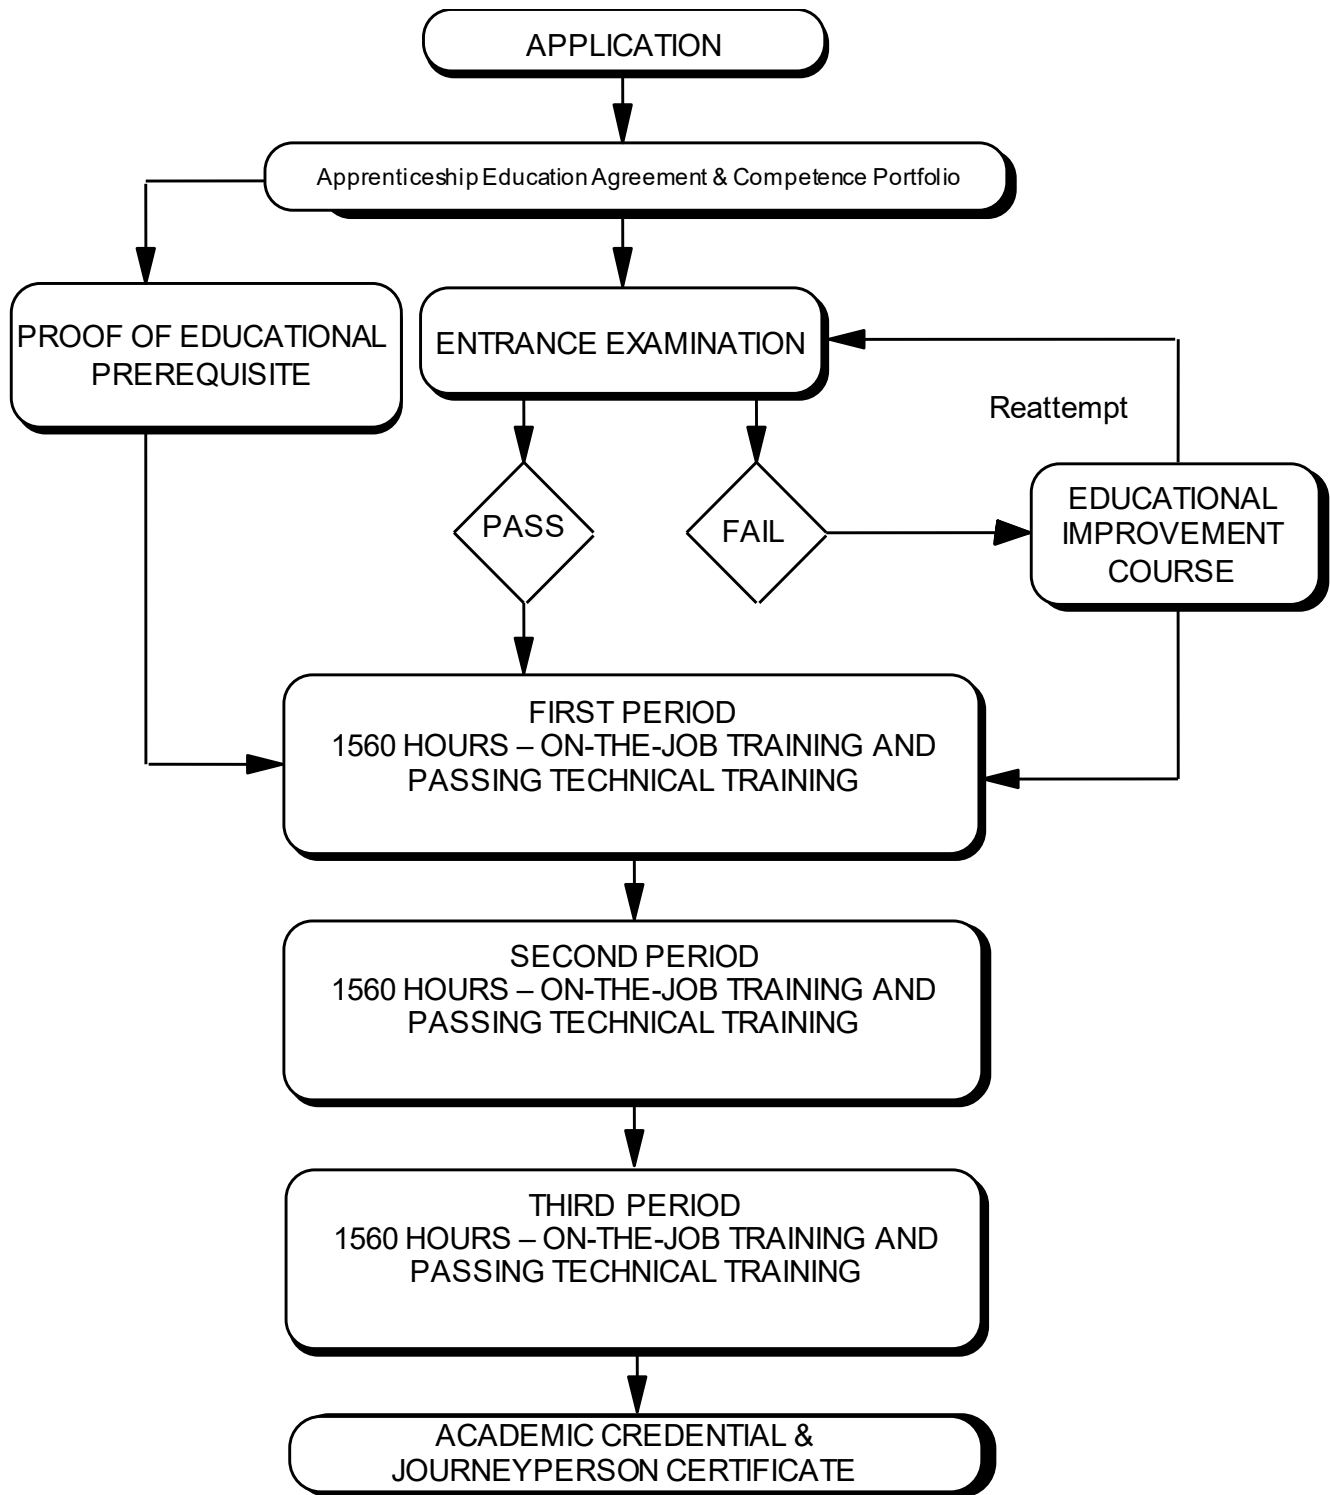 APPLICATION
Apprenticeship Education Agreement & Competence Portfolio
PROOF OF EDUCATIONAL
PREREQUISITE
ENTRANCE EXAMINATION
Reattempt
PASS
FAIL
EDUCATIONAL
IMPROVEMENT
COURSE
FIRST PERIOD
1560 HOURS – ON-THE-JOB TRAINING AND
PASSING TECHNICAL TRAINING
SECOND PERIOD
1560 HOURS – ON-THE-JOB TRAINING AND
PASSING TECHNICAL TRAINING
THIRD PERIOD
1560 HOURS – ON-THE-JOB TRAINING AND
PASSING TECHNICAL TRAINING
ACADEMIC CREDENTIAL &
JOURNEYPERSON CERTIFICATE